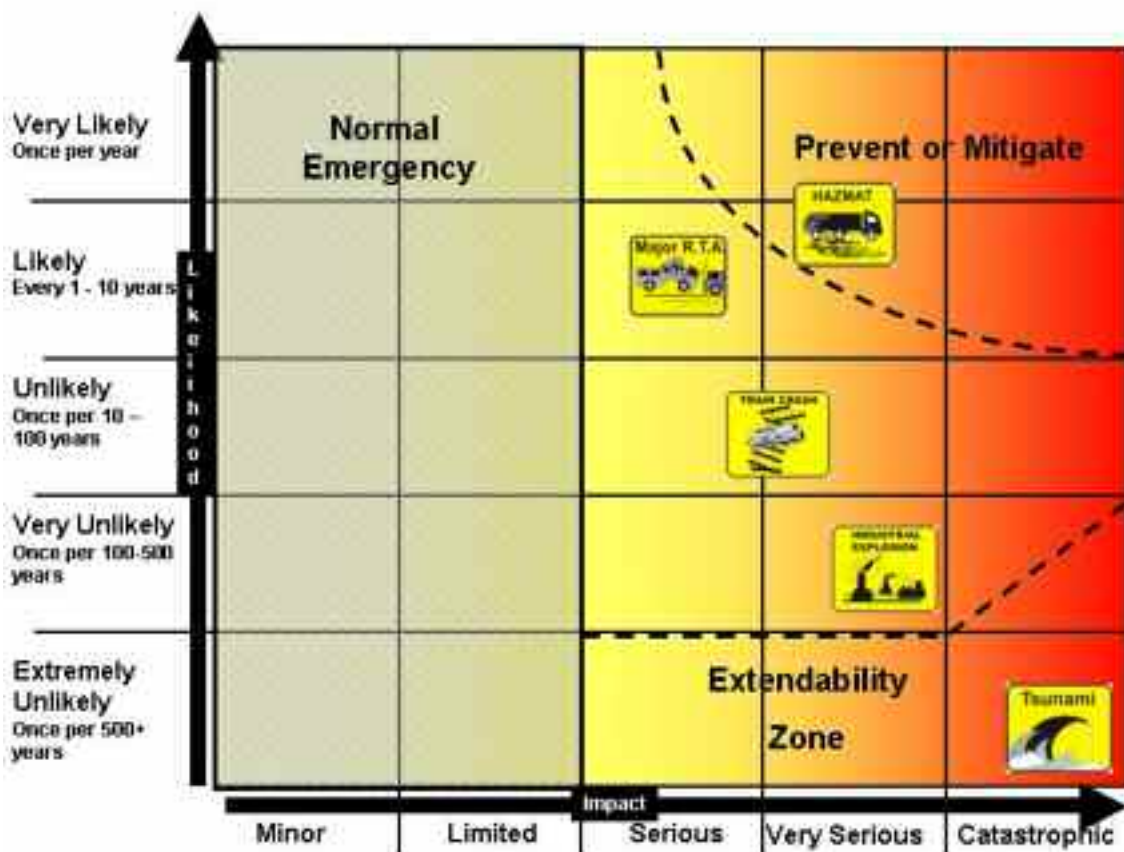 Very Likely
Once per year
Likely
Every 1 - 10 years
Unlikely
Once per 10 –
100 years
Very Unlikely
Once per 100-500
years
Extremely
Unlikely
Once per 500+
years
Likelihood
Normal
Emergency
Prevent or Mitigate
HAZMAT
Major R.T.A.
TRAIN CRASH
INDUSTRIAL
EXPLOSION
Extendability
Zone
Tsunami
Impact
Minor
Limited
Serious
Very Serious
Catastrophic